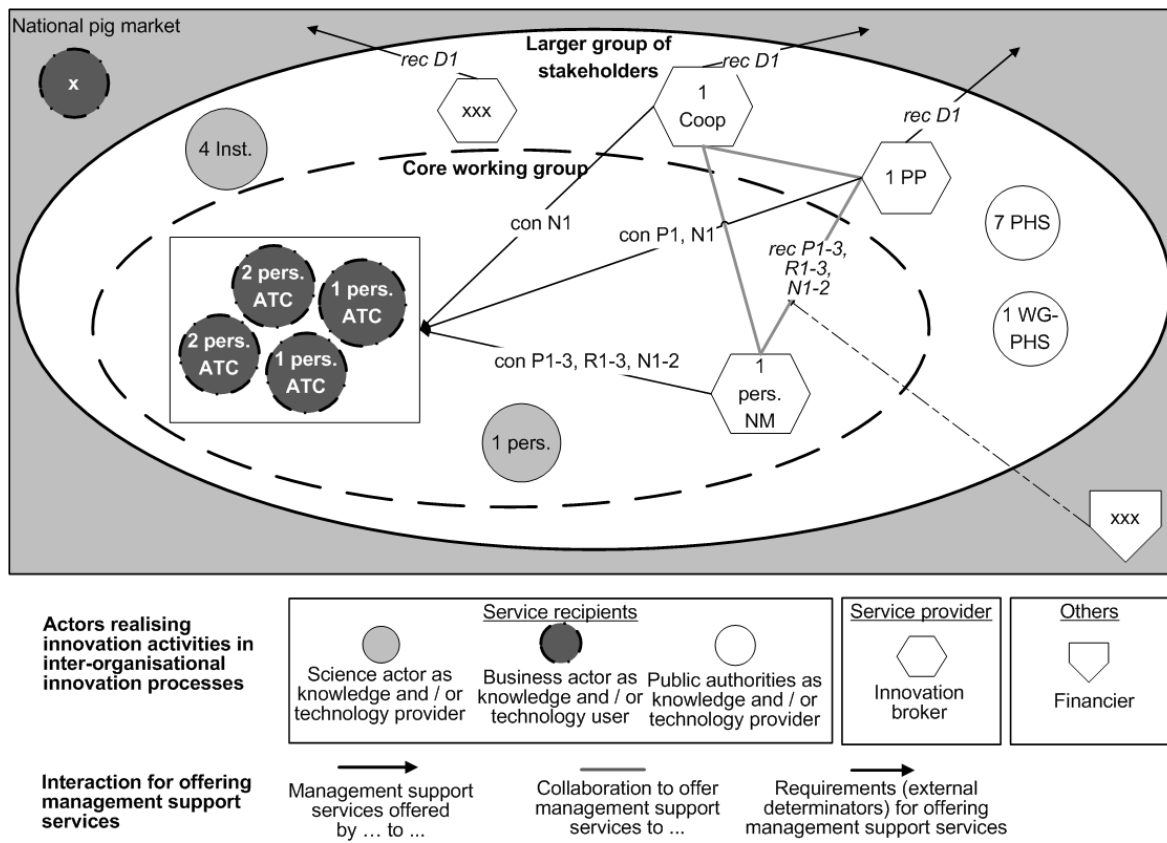 National pig market
x
Larger group of
stakeholders
rec D1
rec D1
rec D1
xxx
1
Coop
4 Inst.
Core working group
1 PP
7 PHS
con N1
con P1, N1
rec P1-3,
R1-3,
N1-2
2 pers.
ATC
1 pers.
ATC
2 pers.
ATC
1 pers.
ATC
1 WG-
PHS
con P1-3, R1-3, N1-2
1
pers.
NM
1 pers.
xxx
Actors realising
innovation activities in
inter-organisational
innovation processes
Service recipients
Science actor as
knowledge and / or
technology provider
Business actor as
knowledge and / or
technology user
Public authorities as
knowledge and / or
technology provider
Service provider
Innovation
broker
Others
Financier
Interaction for offering
management support
services
Management support
services offered
by … to ...
Collaboration to offer
management support
services to ...
Requirements (external
determinators) for offering
management support services